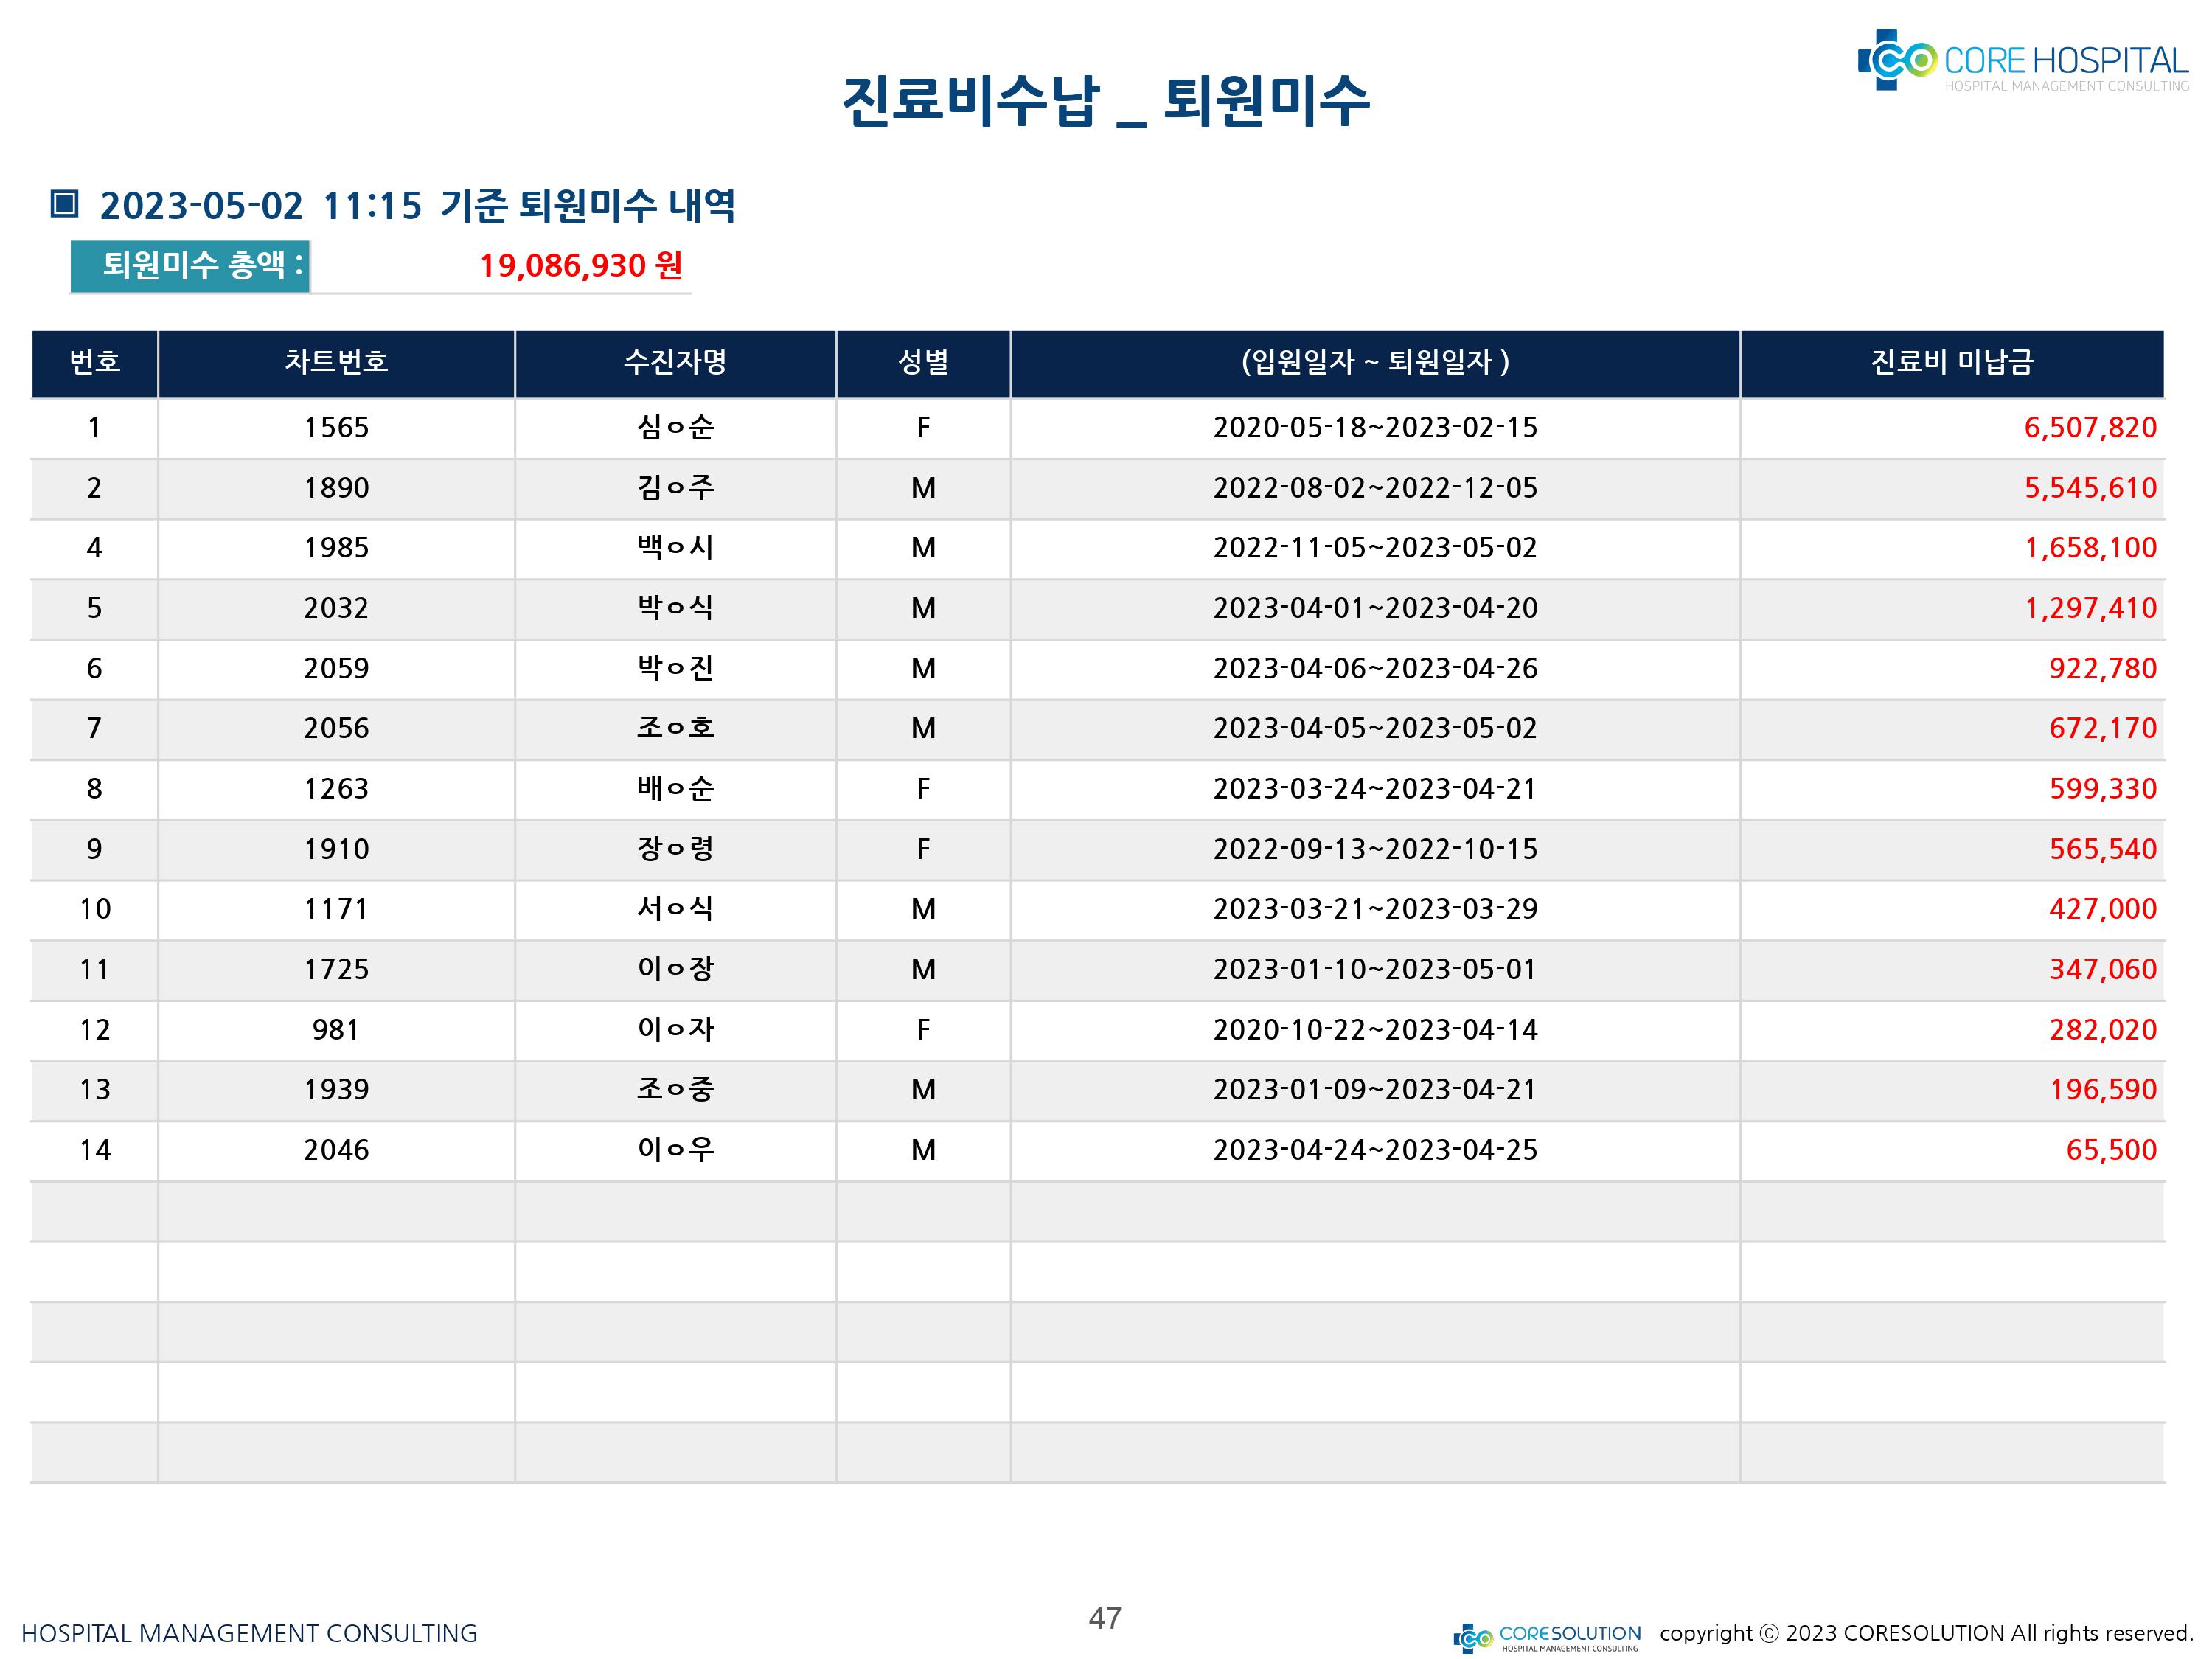 CORE HOSPITAL
HOSPITAL MANAGEMENT CONSULTING
진료비수납 _ 퇴원미수
▣ 2023-05-02 11:15 기준 퇴원미수 내역
퇴원미수 총액 : 19,086,930 원
번호 차트번호 수진자명 성별 (입원일자 ~ 퇴원일자 ) 진료비 미납금
1 1565 심ㅇ순 F 2020-05-18~2023-02-15 6,507,820
2 1890 김ㅇ주 M 2022-08-02~2022-12-05 5,545,610
4 1985 백ㅇ시 M 2022-11-05~2023-05-02 1,658,100
5 2032 박ㅇ식 M 2023-04-01~2023-04-20 1,297,410
6 2059 박ㅇ진 M 2023-04-06~2023-04-26 922,780
7 2056 조ㅇ호 M 2023-04-05~2023-05-02 672,170
8 1263 배ㅇ순 F 2023-03-24~2023-04-21 599,330
9 1910 장ㅇ령 F 2022-09-13~2022-10-15 565,540
10 1171 서ㅇ식 M 2023-03-21~2023-03-29 427,000
11 1725 이ㅇ장 M 2023-01-10~2023-05-01 347,060
12 981 이ㅇ자 F 2020-10-22~2023-04-14 282,020
13 1939 조ㅇ중 M 2023-01-09~2023-04-21 196,590
14 2046 이ㅇ우 M 2023-04-24~2023-04-25 65,500
HOSPITAL MANAGEMENT CONSULTING
47
CORESOLUTION
HOSPITAL MANAGEMENT CONSULTING
copyright ⓒ 2023 CORESOLUTION All rights reserved.